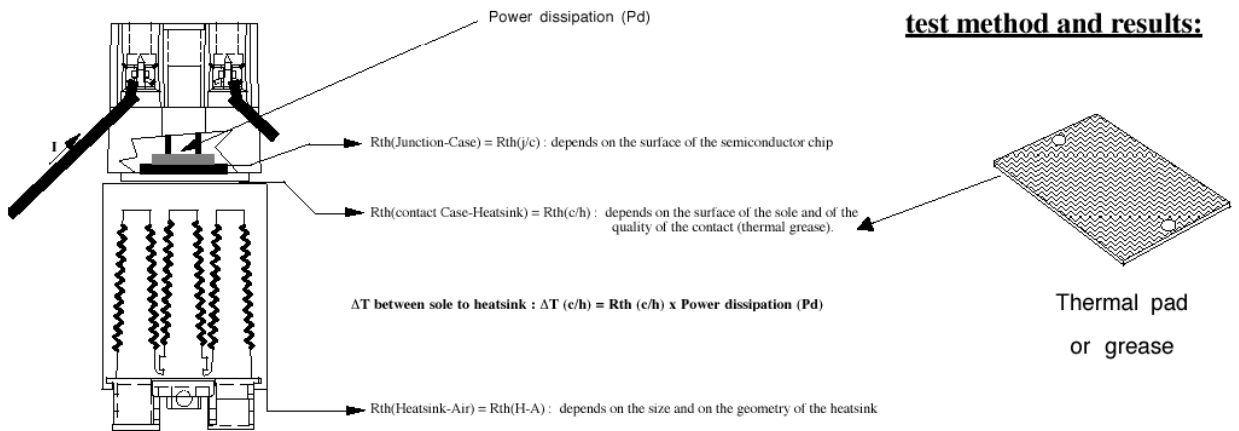 Power dissipation (Pd)
test method and results:
I
Rth(Junction-Case) = Rth(j/c) : depends on the surface of the semiconductor chip
Rth(contact Case-Heatsink) = Rth(c/h) : depends on the surface of the sole and of the
quality of the contact (thermal grease).
ΔT between sole to heatsink : ΔT (c/h) = Rth (c/h) x Power dissipation (Pd)
Thermal pad
or grease
Rth(Heatsink-Air) = Rth(H-A) : depends on the size and on the geometry of the heatsink